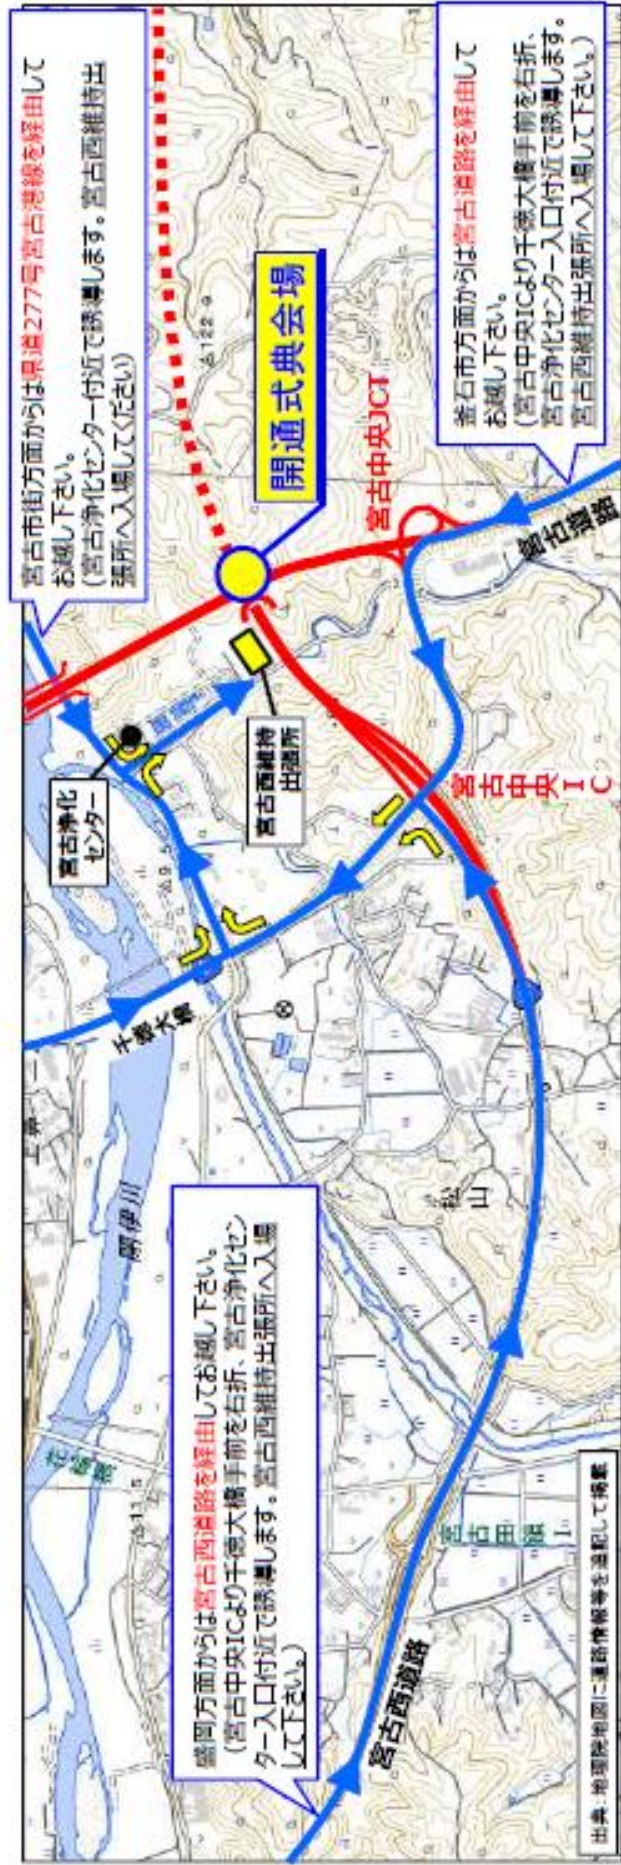 宮古市街方面からは県道277号宮古港線を経由して
お越し下さい。
(宮古浄化センター付近で誘導します。宮古西維持出
張所へ入場してください)
釜石市方面からは宮古道路を経由して
お越し下さい。
(宮古中央ICより千徳大橋手前を右折、
宮古浄化センター入口付近で誘導します。
宮古西維持出張所へ入場して下さい。)
盛岡方面からは宮古西道路を経由してお越し下さい。
(宮古中央ICより千徳大橋手前を右折、宮古浄化セン
ター入口付近で誘導します。宮古西維持出張所へ入場
して下さい。)
開通式典会場
宮古中央JCT
宮古浄化
センター
宮古西維持
出張所
宮古道路
宮古中央IC
千徳大橋
閉伊川
松山
宮古西道路
122.9
11.5
出典:地理院地図に道路情報等を追記して掲載